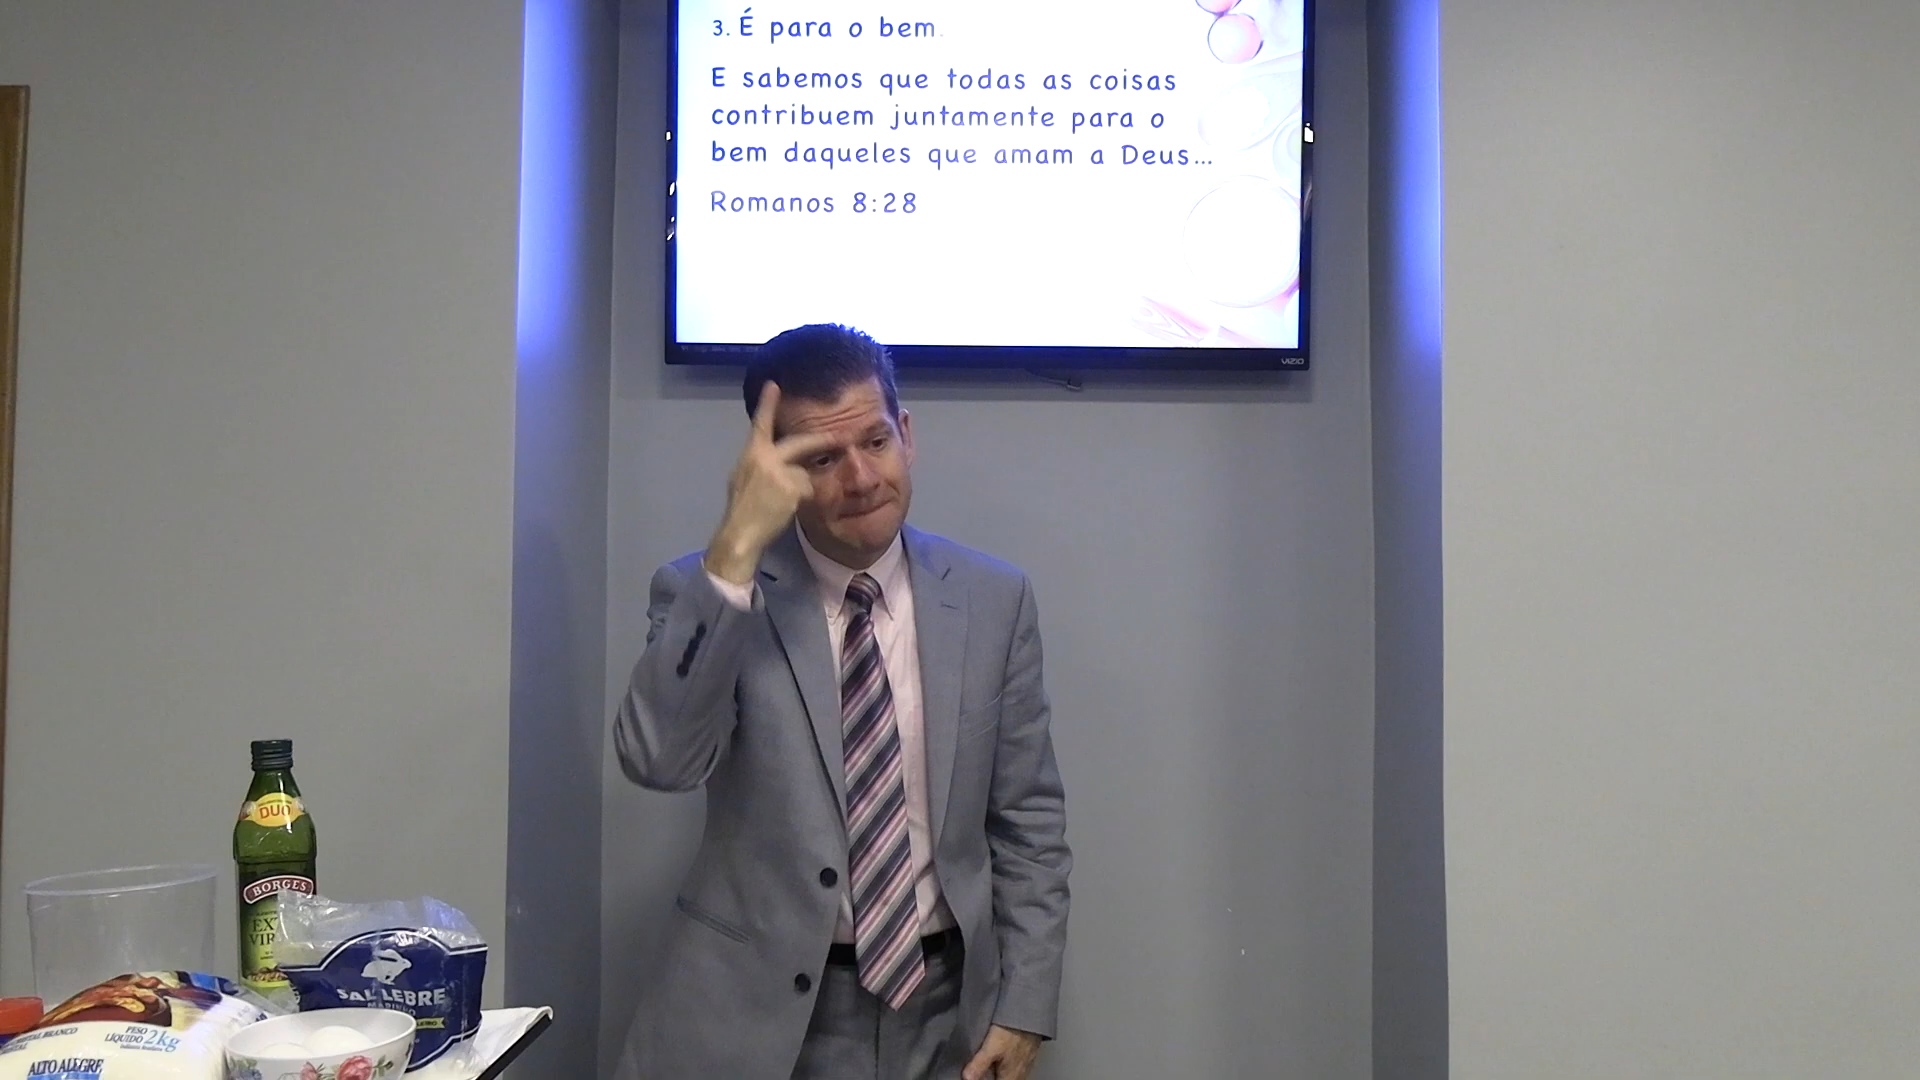 3. É para o bem.
E sabemos que todas as coisas
contribuem juntamente para o
bem daqueles que amam a Deus...
Romanos 8:28
VIZIO
DUO
BORGES
SAL LEBRE
MARINHO
PESO
LÍQUIDO 2kg
ALTO ALEGRE